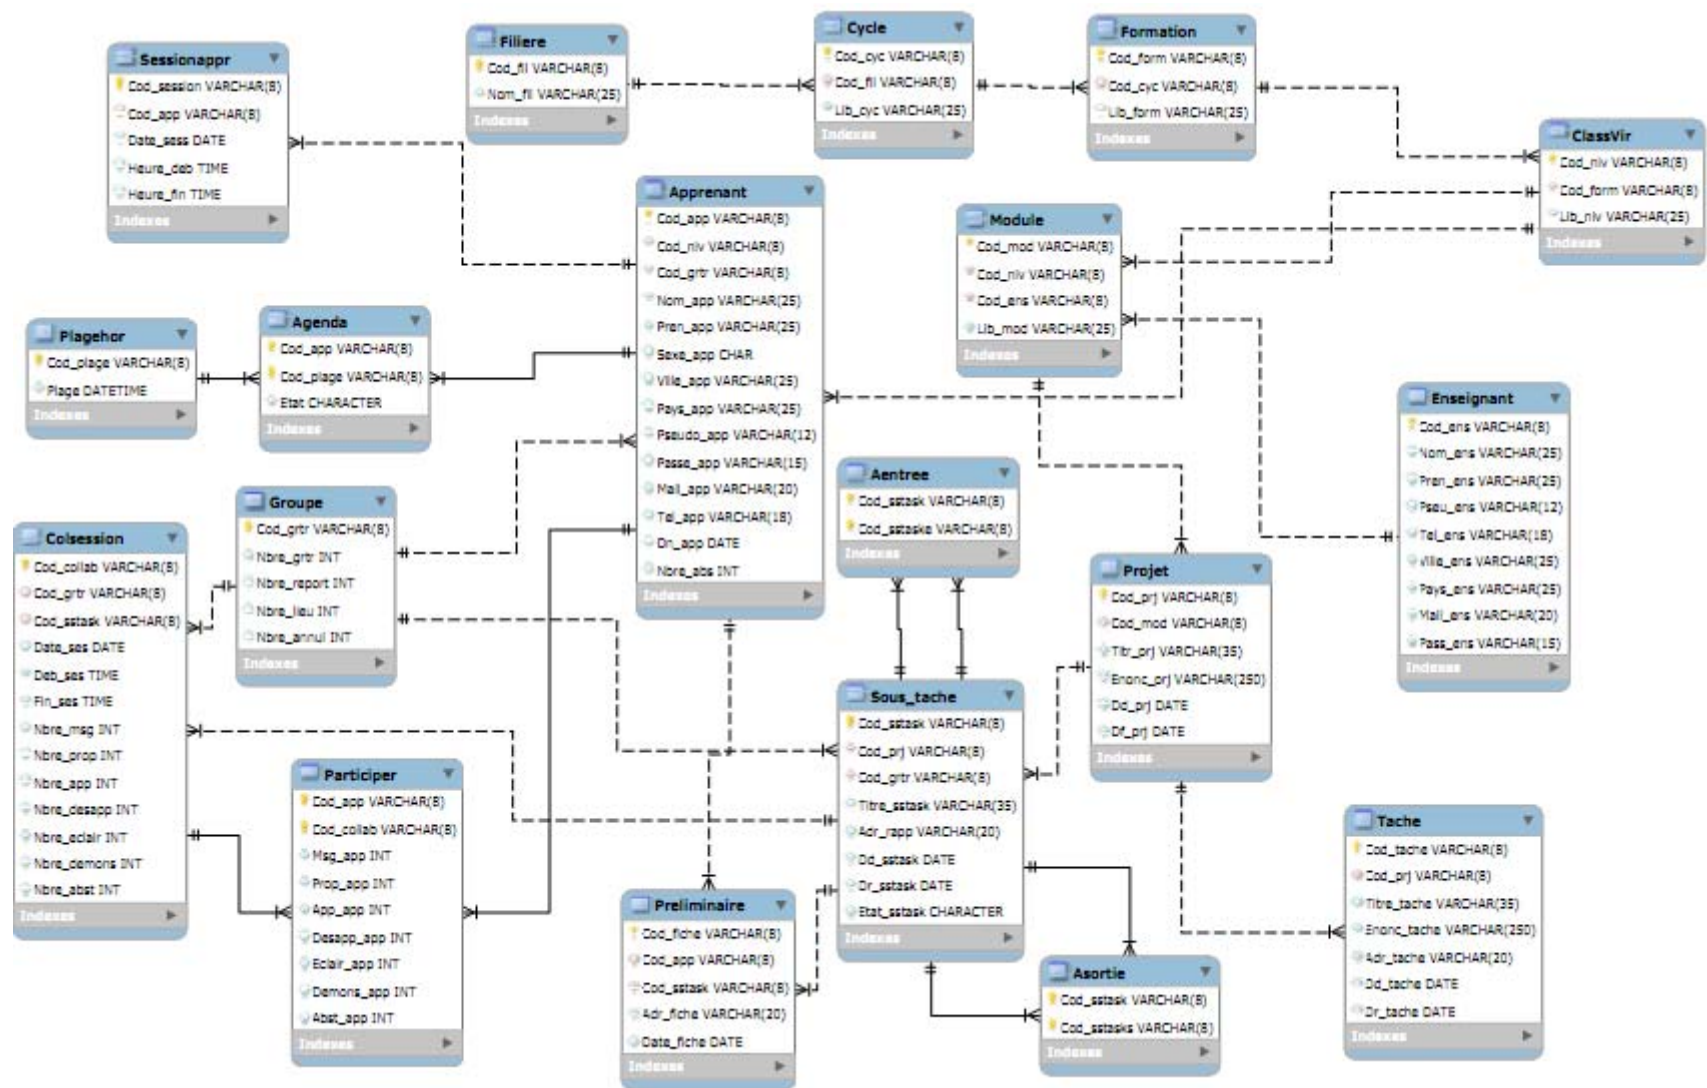 Sessionappr
Cod_session VARCHAR(8)
Cod_app VARCHAR(8)
Date_sess DATE
Heure_deb TIME
Heure_fin TIME
Indexes
Filiere
Cod_fil VARCHAR(8)
Nom_fil VARCHAR(25)
Indexes
Cycle
Cod_cyc VARCHAR(8)
Cod_fil VARCHAR(8)
Lib_cyc VARCHAR(25)
Indexes
Formation
Cod_form VARCHAR(8)
Cod_cyc VARCHAR(8)
Lib_form VARCHAR(25)
Indexes
ClassVir
Cod_niv VARCHAR(8)
Cod_form VARCHAR(8)
Lib_niv VARCHAR(25)
Indexes
Apprenant
Cod_app VARCHAR(8)
Cod_niv VARCHAR(8)
Cod_grtr VARCHAR(8)
Nom_app VARCHAR(25)
Pren_app VARCHAR(25)
Sexe_app CHAR
Ville_app VARCHAR(25)
Pays_app VARCHAR(25)
Pseudo_app VARCHAR(12)
Passe_app VARCHAR(15)
Mail_app VARCHAR(20)
Tel_app VARCHAR(18)
Dn_app DATE
Nbre_abs INT
Indexes
Module
Cod_mod VARCHAR(8)
Cod_niv VARCHAR(8)
Cod_ens VARCHAR(8)
Lib_mod VARCHAR(25)
Indexes
Plagehor
Cod_plage VARCHAR(8)
Plage DATETIME
Indexes
Agenda
Cod_app VARCHAR(8)
Cod_plage VARCHAR(8)
Etat CHARACTER
Indexes
Enseignant
Cod_ens VARCHAR(8)
Nom_ens VARCHAR(25)
Pren_ens VARCHAR(25)
Pseu_ens VARCHAR(12)
Tel_ens VARCHAR(18)
Ville_ens VARCHAR(25)
Pays_ens VARCHAR(25)
Mail_ens VARCHAR(20)
Pass_ens VARCHAR(15)
Indexes
Aentree
Cod_sstask VARCHAR(8)
Cod_sstaske VARCHAR(8)
Indexes
Groupe
Cod_grtr VARCHAR(8)
Nbre_grtr INT
Nbre_report INT
Nbre_lieu INT
Nbre_annul INT
Indexes
Colsession
Cod_collab VARCHAR(8)
Cod_grtr VARCHAR(8)
Cod_sstask VARCHAR(8)
Date_ses DATE
Deb_ses TIME
Fin_ses TIME
Nbre_msg INT
Nbre_prop INT
Nbre_app INT
Nbre_desapp INT
Nbre_eclair INT
Nbre_demons INT
Nbre_abst INT
Indexes
Projet
Cod_prj VARCHAR(8)
Cod_mod VARCHAR(8)
Titr_prj VARCHAR(35)
Enonc_prj VARCHAR(250)
Dd_prj DATE
Df_prj DATE
Indexes
Sous_tache
Cod_sstask VARCHAR(8)
Cod_prj VARCHAR(8)
Cod_grtr VARCHAR(8)
Titre_sstask VARCHAR(35)
Adr_rapp VARCHAR(20)
Dd_sstask DATE
Dr_sstask DATE
Etat_sstask CHARACTER
Indexes
Participer
Cod_app VARCHAR(8)
Cod_collab VARCHAR(8)
Msg_app INT
Prop_app INT
App_app INT
Desapp_app INT
Eclair_app INT
Demons_app INT
Abst_app INT
Indexes
Tache
Cod_tache VARCHAR(8)
Cod_prj VARCHAR(8)
Titre_tache VARCHAR(35)
Enonc_tache VARCHAR(250)
Adr_tache VARCHAR(20)
Dd_tache DATE
Dr_tache DATE
Indexes
Preliminaire
Cod_fiche VARCHAR(8)
Cod_app VARCHAR(8)
Cod_sstask VARCHAR(8)
Adr_fiche VARCHAR(20)
Date_fiche DATE
Indexes
Asortie
Cod_sstask VARCHAR(8)
Cod_sstasks VARCHAR(8)
Indexes